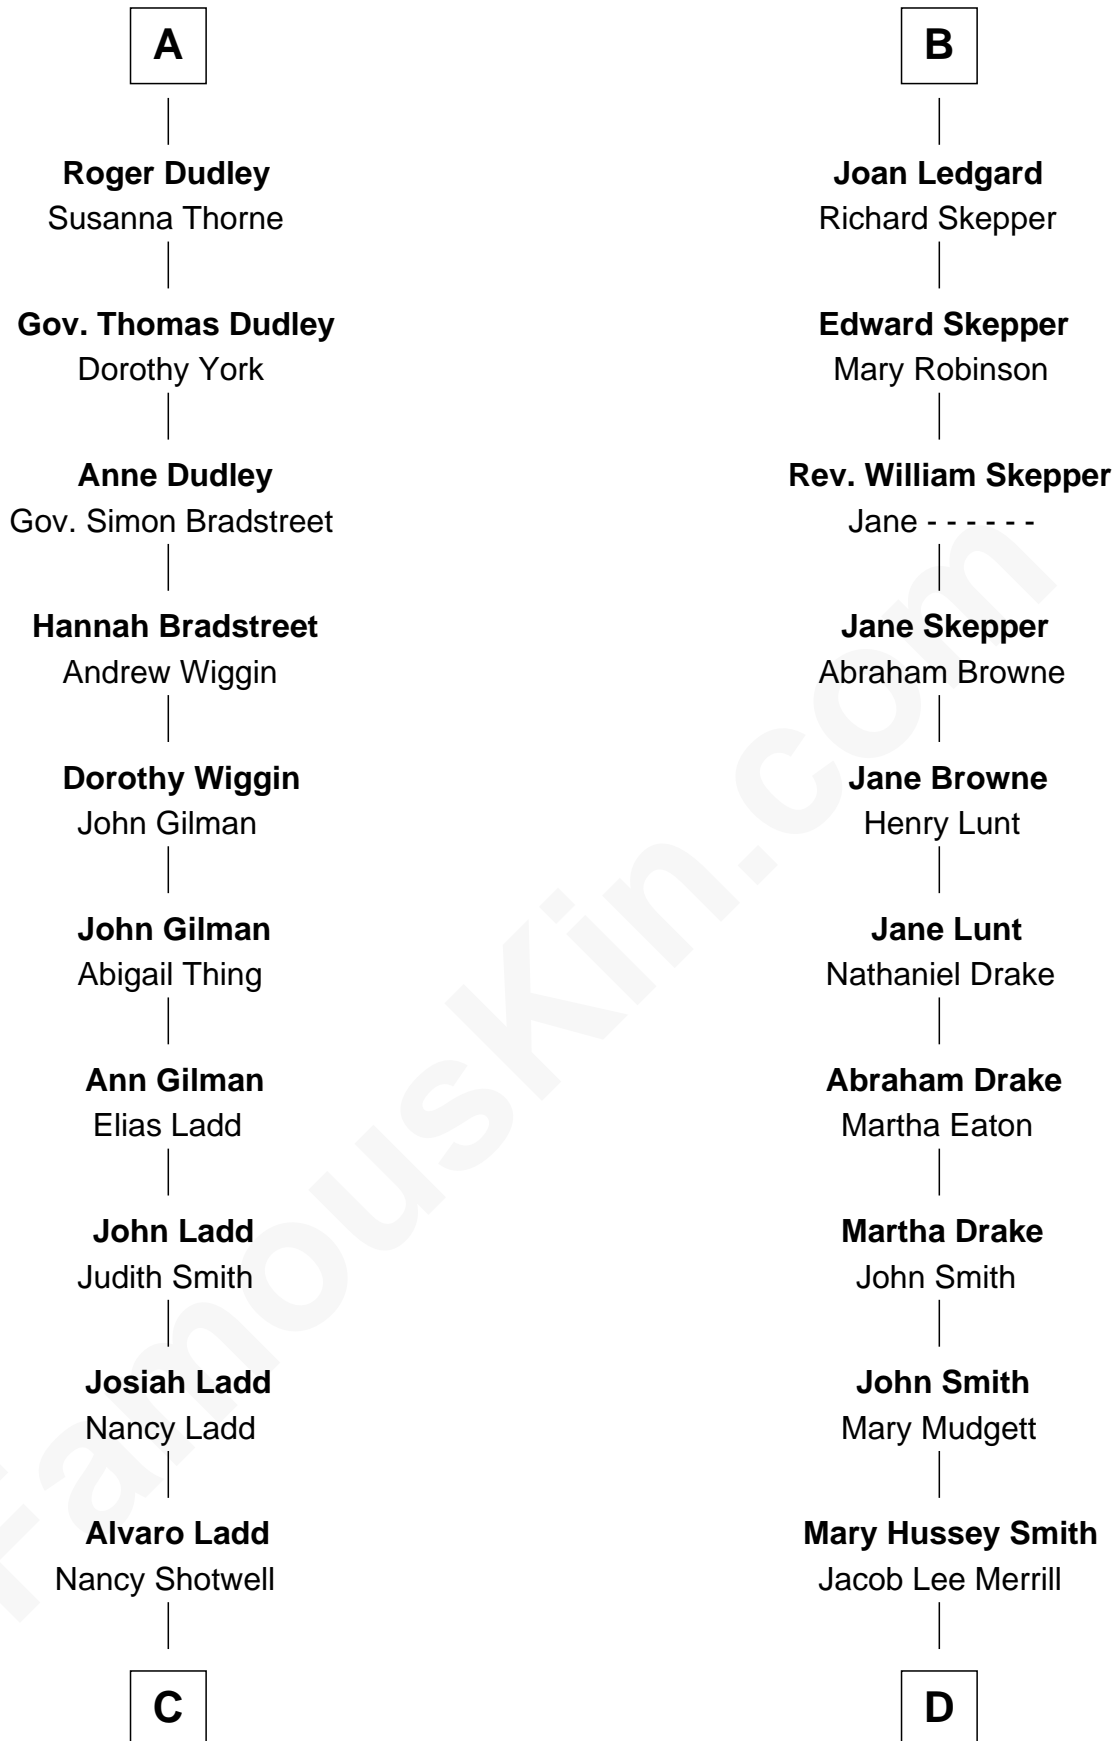 A
Roger Dudley
Susanna Thorne
Gov. Thomas Dudley
Dorothy York
Anne Dudley
Gov. Simon Bradstreet
Hannah Bradstreet
Andrew Wiggin
Dorothy Wiggin
John Gilman
John Gilman
Abigail Thing
Ann Gilman
Elias Ladd
John Ladd
Judith Smith
Josiah Ladd
Nancy Ladd
Alvaro Ladd
Nancy Shotwell
C
B
Joan Ledgard
Richard Skepper
Edward Skepper
Mary Robinson
Rev. William Skepper
Jane - - - - - -
Jane Skepper
Abraham Browne
Jane Browne
Henry Lunt
Jane Lunt
Nathaniel Drake
Abraham Drake
Martha Eaton
Martha Drake
John Smith
John Smith
Mary Mudgett
Mary Hussey Smith
Jacob Lee Merrill
D
FamousKin.com